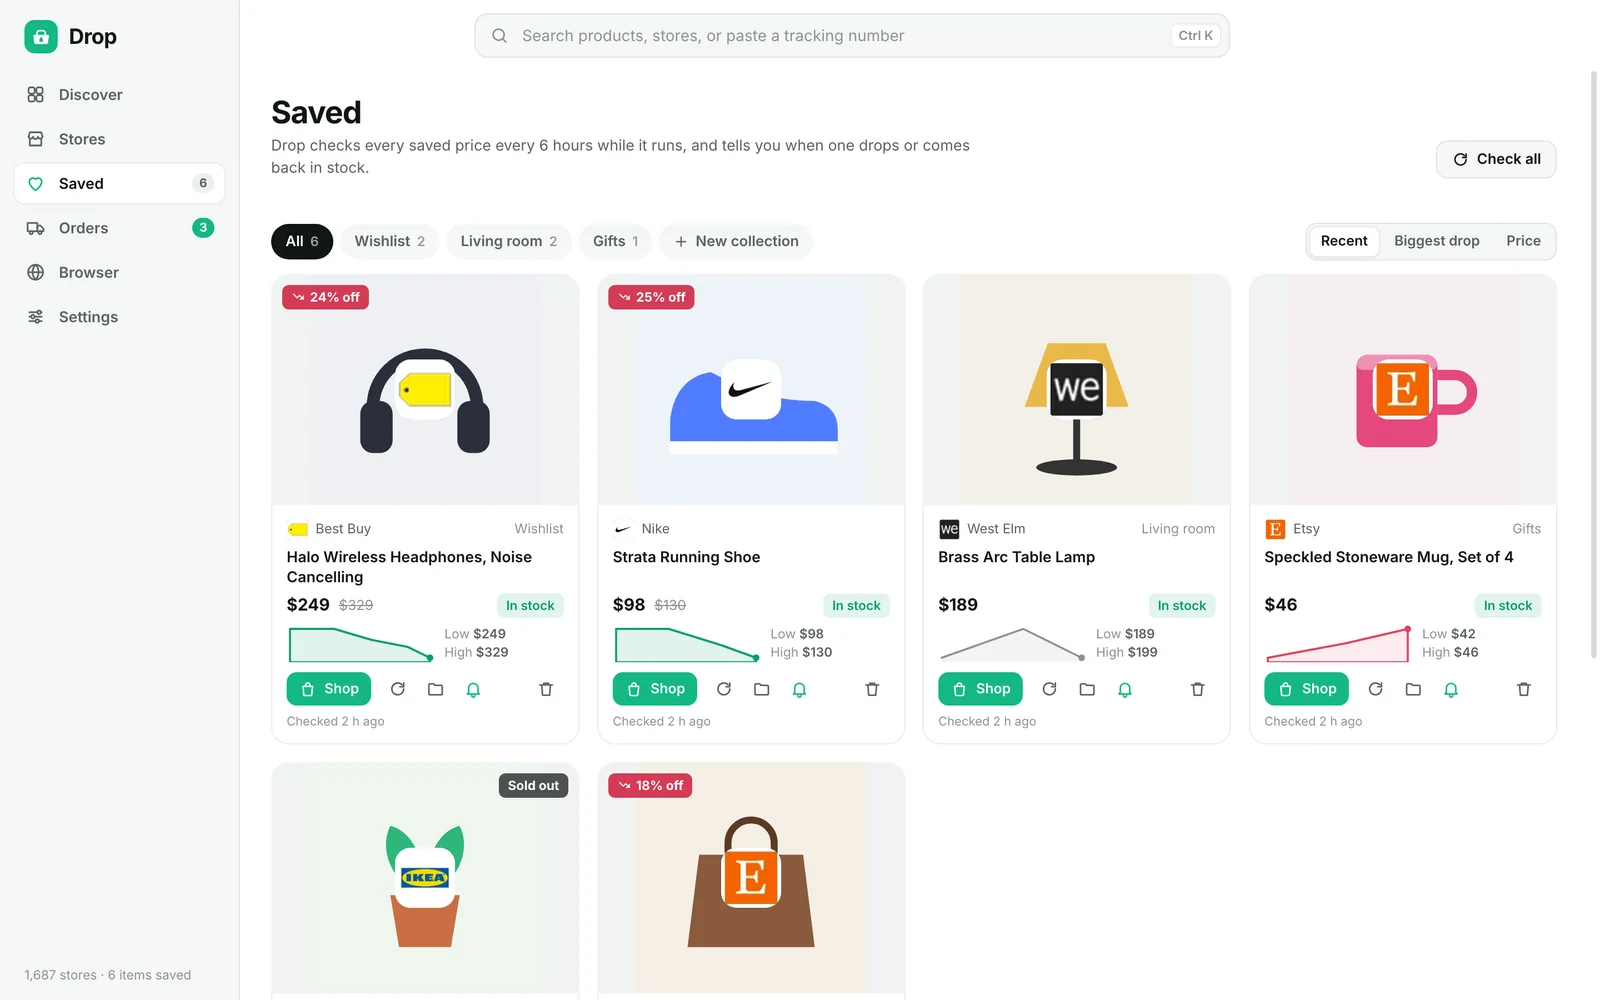 Drop
Search products, stores, or paste a tracking number
Ctrl K
Discover
Stores
Saved 6
Orders 3
Browser
Settings
Saved
Drop checks every saved price every 6 hours while it runs, and tells you when one drops or comes
back in stock.
Check all
All 6
Wishlist 2
Living room 2
Gifts 1
New collection
Recent
Biggest drop
Price
24% off
Best Buy
Wishlist
Halo Wireless Headphones, Noise
Cancelling
$249 $329
In stock
Low $249
High $329
Shop
Checked 2 h ago
25% off
Nike
Strata Running Shoe
$98 $130
In stock
Low $98
High $130
Shop
Checked 2 h ago
we
we West Elm
Living room
Brass Arc Table Lamp
$189
In stock
Low $189
High $199
Shop
Checked 2 h ago
E
E Etsy
Gifts
Speckled Stoneware Mug, Set of 4
$46
In stock
Low $42
High $46
Shop
Checked 2 h ago
Sold out
IKEA
18% off
E
1,687 stores · 6 items saved